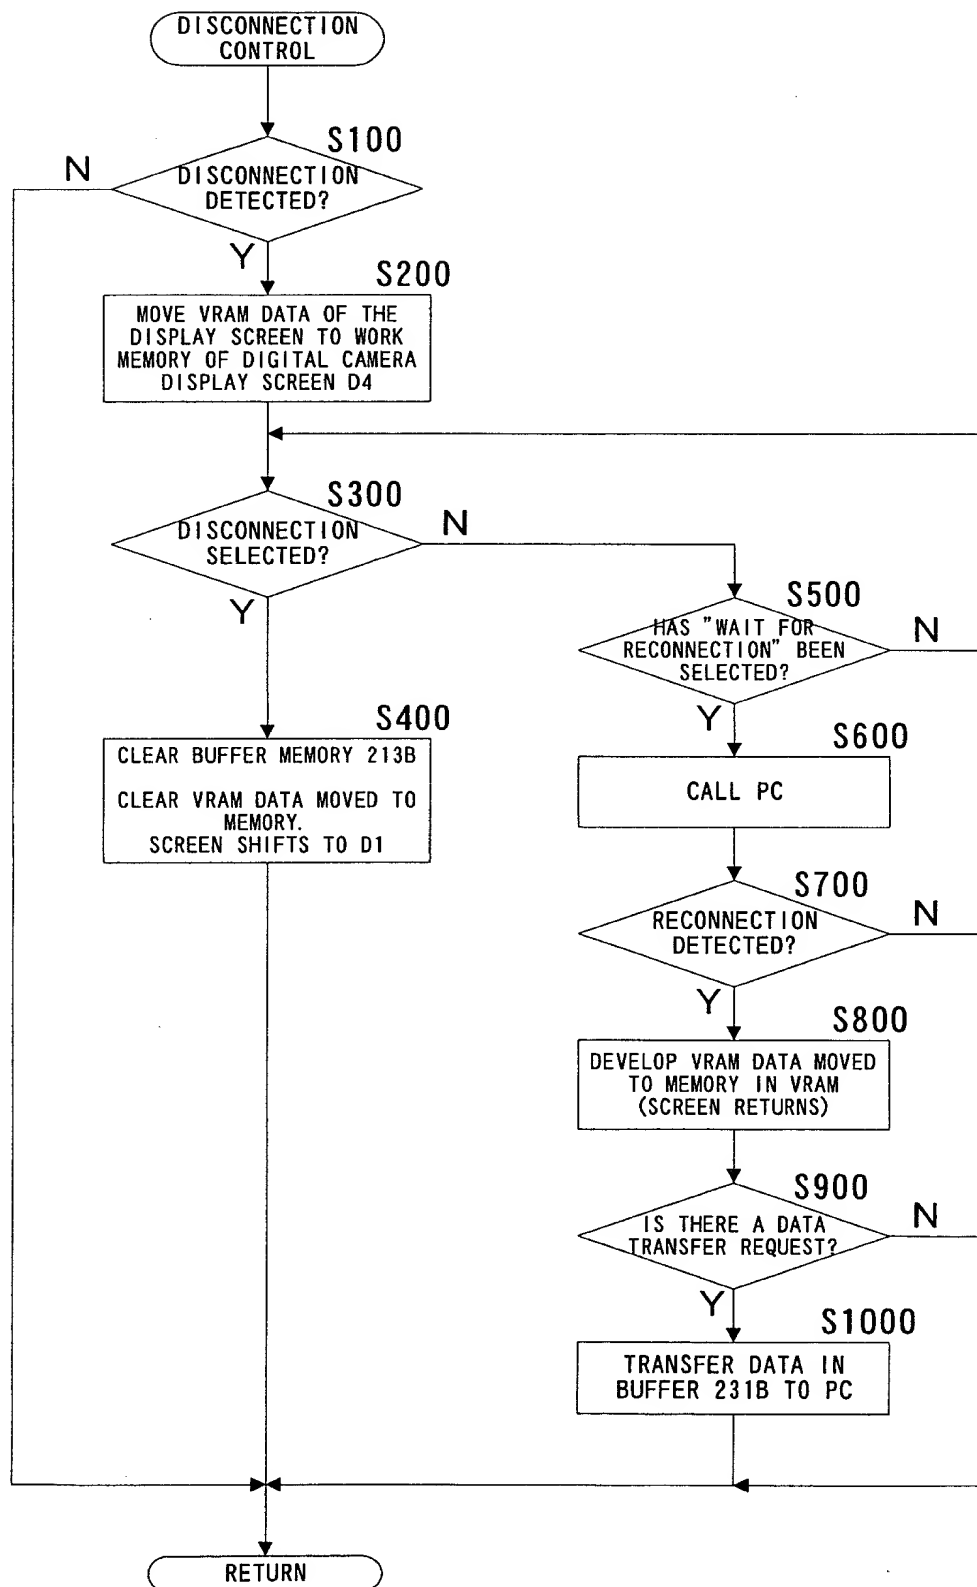 DISCONNECTION
CONTROL
S100
N
DISCONNECTION
DETECTED?
Y
S200
MOVE VRAM DATA OF THE
DISPLAY SCREEN TO WORK
MEMORY OF DIGITAL CAMERA
DISPLAY SCREEN D4
S300
DISCONNECTION
SELECTED?
N
Y
S500
HAS "WAIT FOR
RECONNECTION" BEEN
SELECTED?
N
Y
S400
CLEAR BUFFER MEMORY 213B
CLEAR VRAM DATA MOVED TO
MEMORY.
SCREEN SHIFTS TO D1
S600
CALL PC
S700
RECONNECTION
DETECTED?
N
Y
S800
DEVELOP VRAM DATA MOVED
TO MEMORY IN VRAM
(SCREEN RETURNS)
S900
IS THERE A DATA
TRANSFER REQUEST?
N
Y
S1000
TRANSFER DATA IN
BUFFER 231B TO PC
RETURN